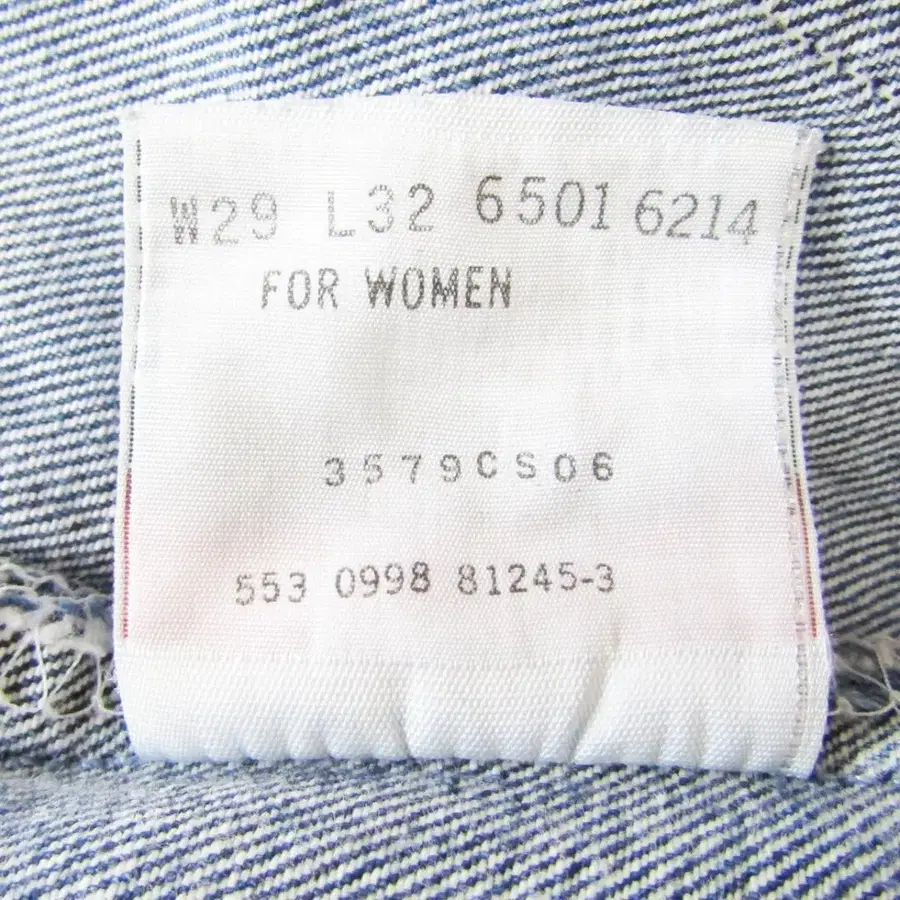 W29 L32 6501 6214
FOR WOMEN
3579CS06
553 0998 81245-3